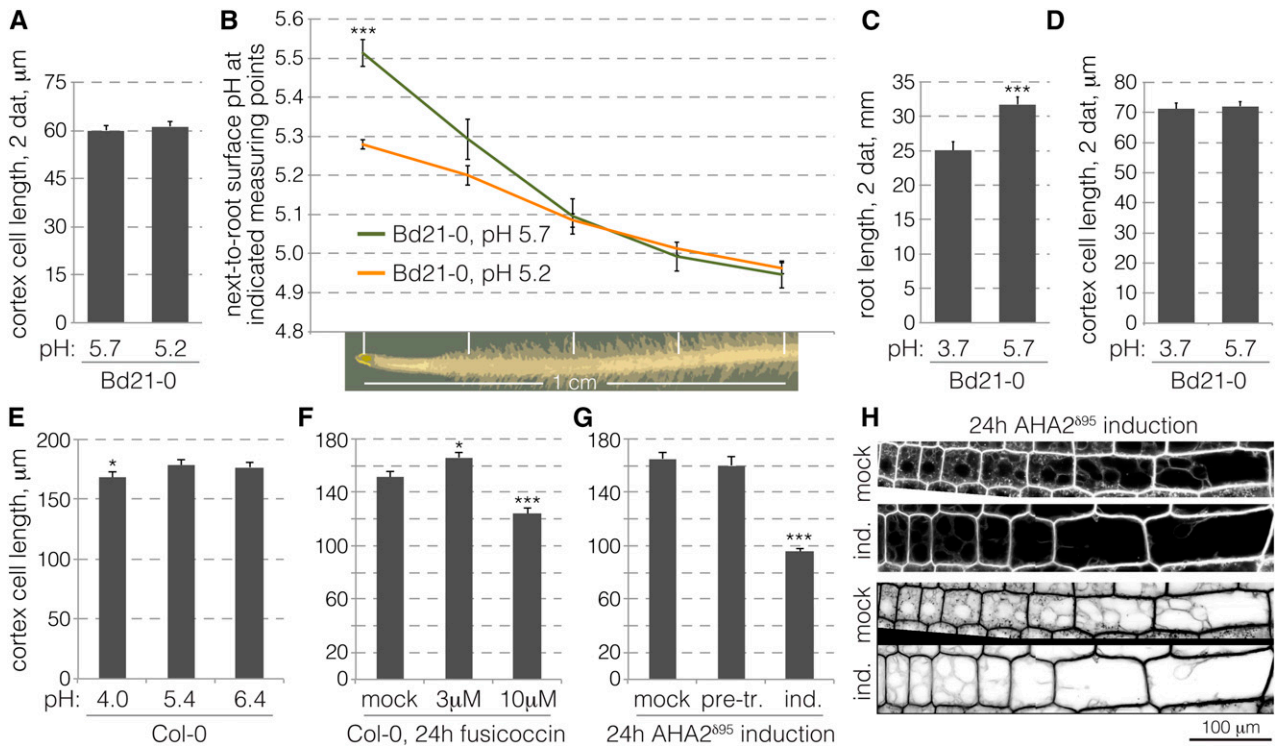 A
cortex cell length, 2 dat, μm
75
60
45
30
15
0
pH: 5.7 5.2
Bd21-0
B
next-to-root surface pH at
indicated measuring points
5.6
5.5
5.4
5.3
5.2
5.1
5.0
4.9
4.8
***
Bd21-0, pH 5.7
Bd21-0, pH 5.2
1 cm
C
root length, 2 dat, mm
35
30
25
20
15
10
5
0
***
pH: 3.7 5.7
Bd21-0
D
cortex cell length, 2 dat, μm
80
70
60
50
40
30
20
10
0
pH: 3.7 5.7
Bd21-0
E
cortex cell length, μm
200
150
100
50
0
*
pH: 4.0 5.4 6.4
Col-0
F
180
140
100
60
20
0
*
***
mock 3μM 10μM
Col-0, 24h fusicoccin
G
180
140
100
60
20
0
***
mock pre-tr. ind.
24h AHA2δ95 induction
H
24h AHA2δ95 induction
mock
ind.
mock
ind.
100 μm